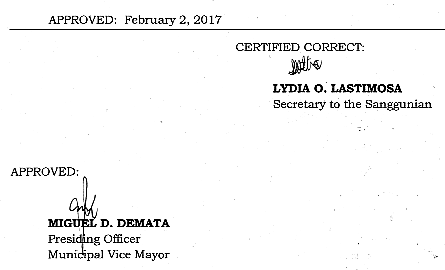 APPROVED: February 2, 2017
CERTIFIED CORRECT:
LYDIA O. LASTIMOSA
Secretary to the Sanggunian
APPROVED:
MIGUEL D. DEMATA
Presiding Officer
Municipal Vice Mayor